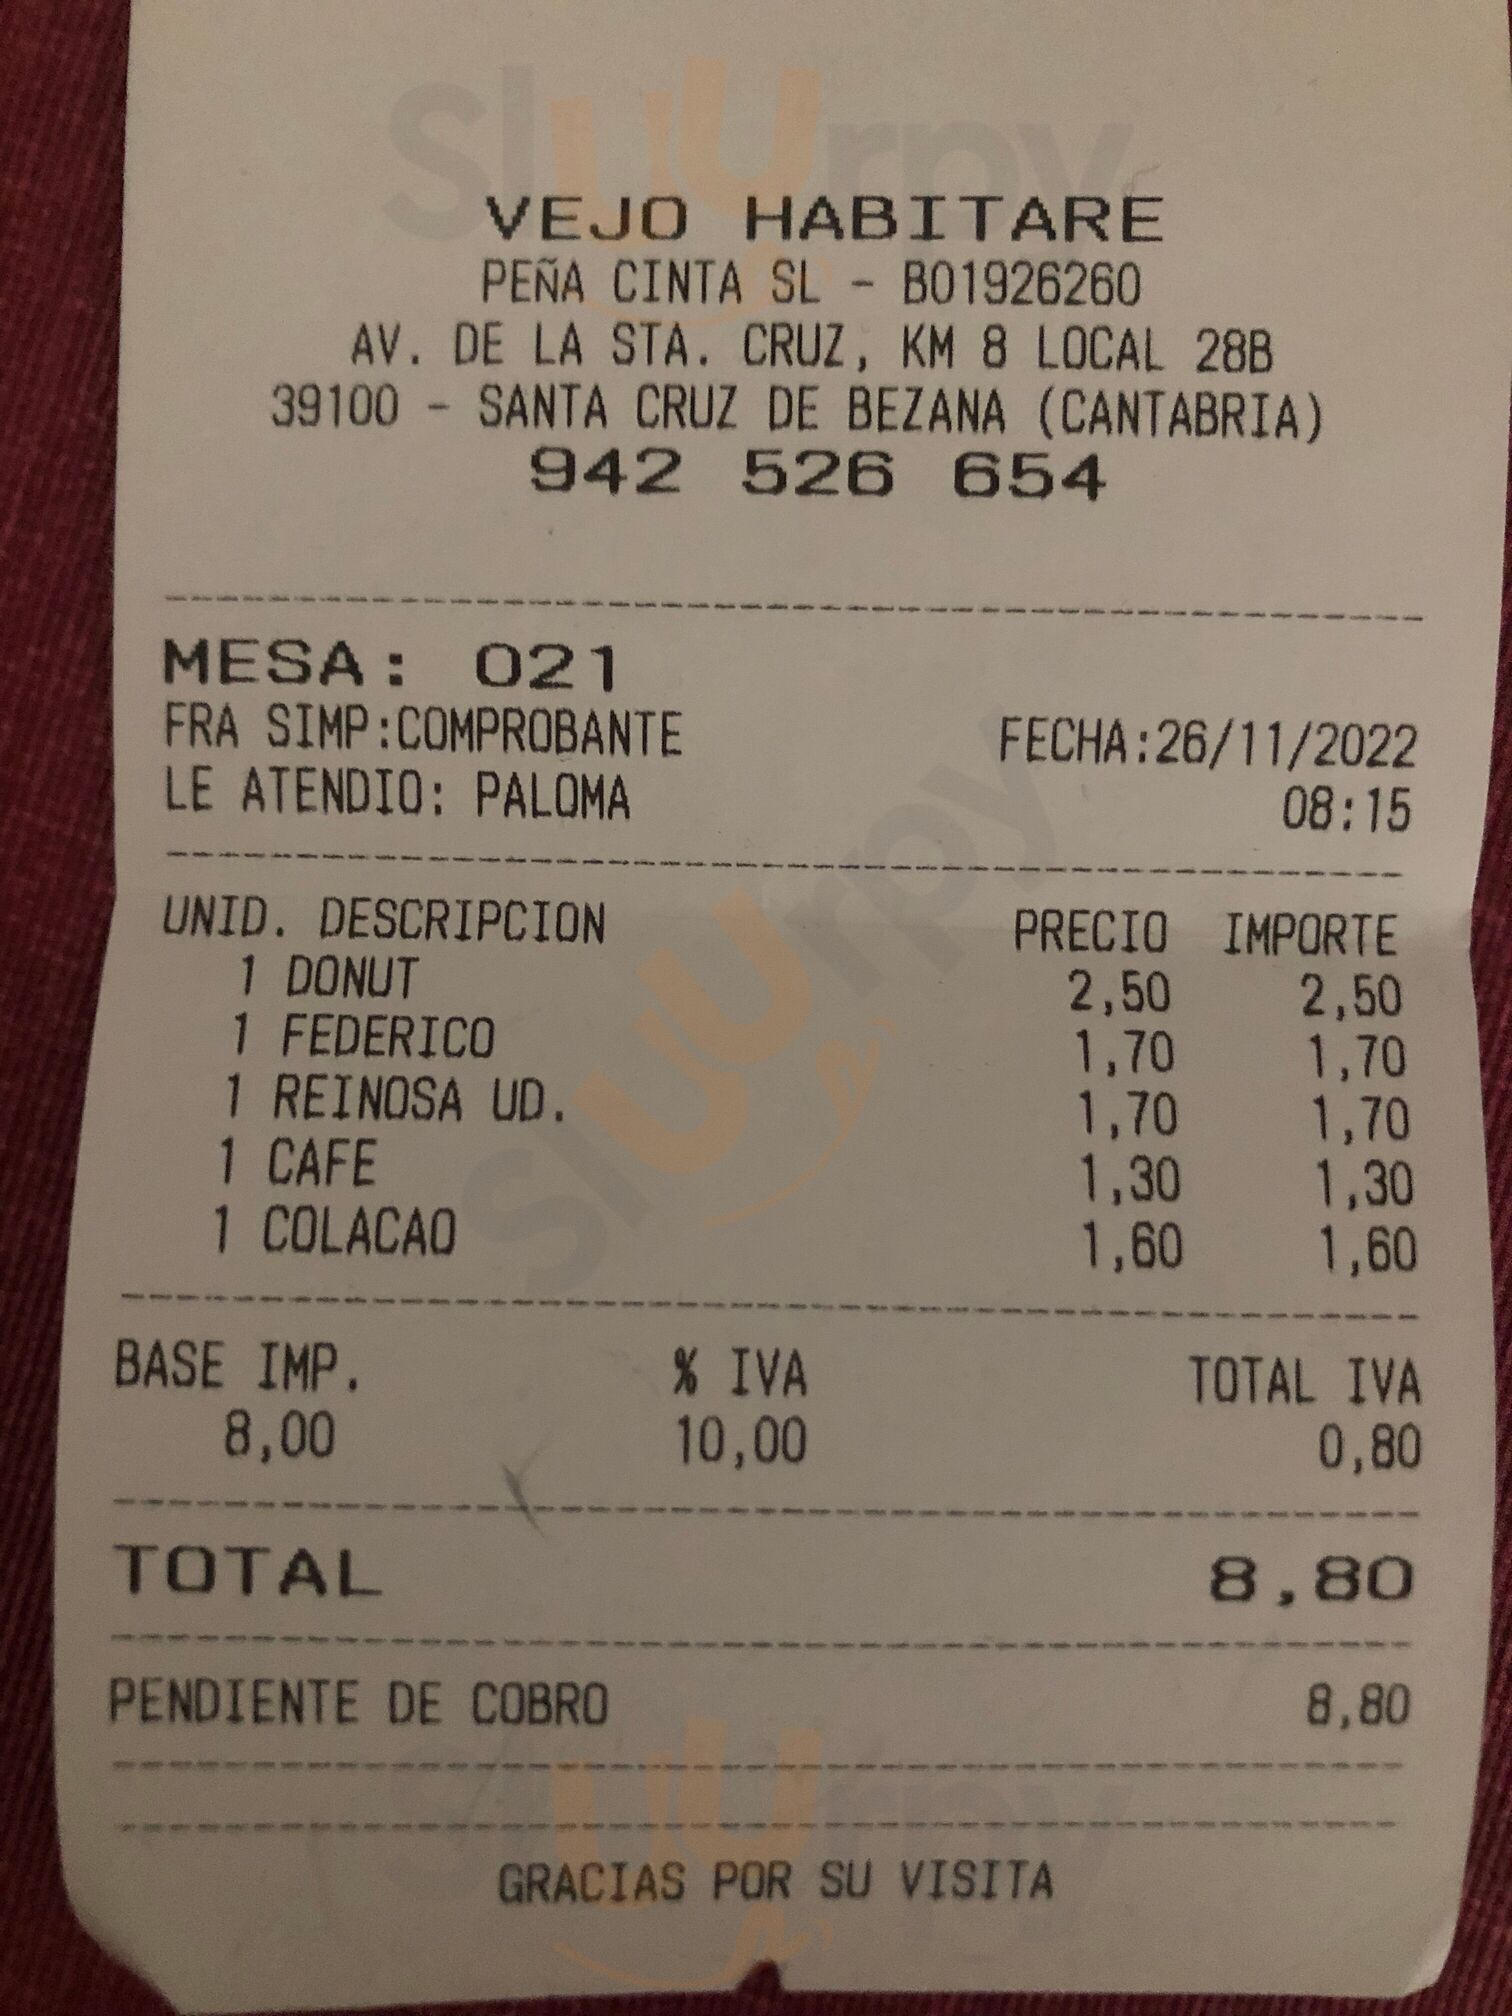 VEJO HABITARE
PEÑA CINTA SL - B01926260
AV. DE LA STA. CRUZ, KM 8 LOCAL 28B
39100 - SANTA CRUZ DE BEZANA (CANTABRIA)
942 526 654
MESA: 021
FRA SIMP:COMPROBANTE FECHA:26/11/2022
LE ATENDIO: PALOMA 08:15
UNID. DESCRIPCION PRECIO IMPORTE
1 DONUT 2,50 2,50
1 FEDERICO 1,70 1,70
1 REINOSA UD. 1,70 1,70
1 CAFE 1,30 1,30
1 COLACAO 1,60 1,60
BASE IMP. % IVA TOTAL IVA
8,00 10,00 0,80
TOTAL 8,80
PENDIENTE DE COBRO 8,80
GRACIAS POR SU VISITA
Sluurpy
Sluurpy
Sluurpy